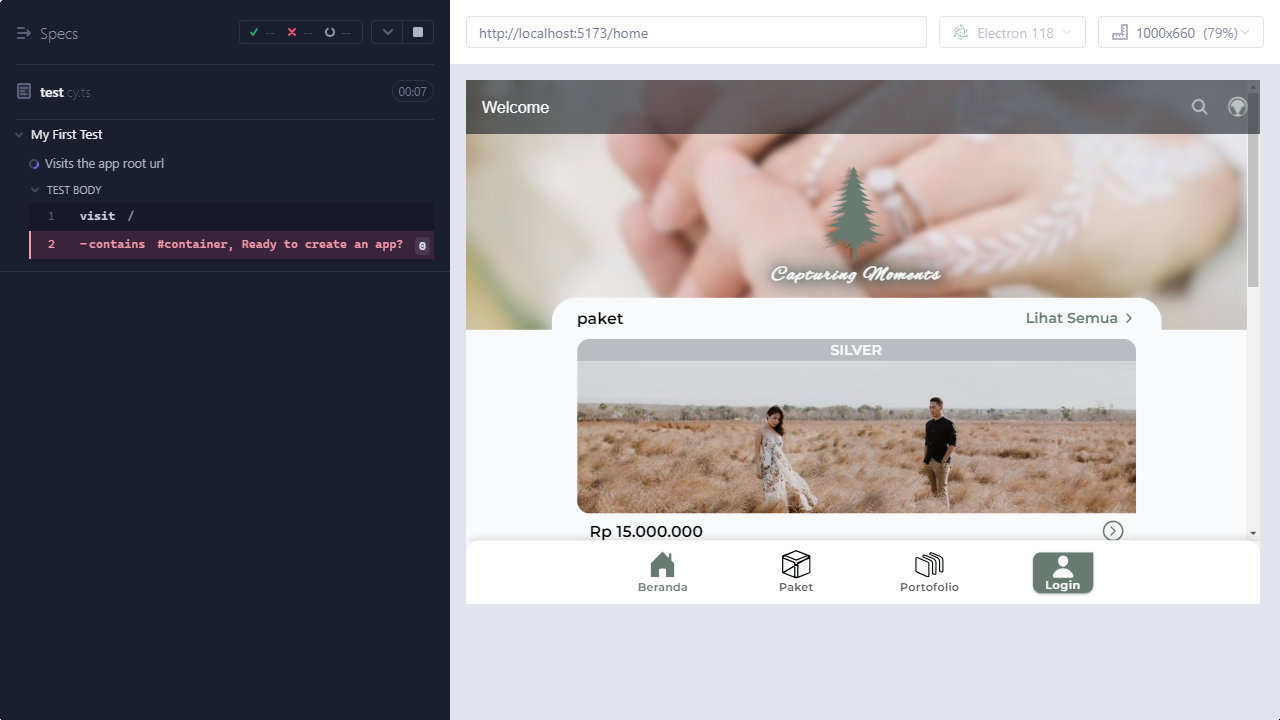 Specs
-- -- --
test cy.ts 00:07
My First Test
Visits the app root url
TEST BODY
1 visit /
2 -contains #container, Ready to create an app? 0
http://localhost:5173/home
Electron 118
1000x660 (79%)
Welcome
Capturing Moments
paket
Lihat Semua
SILVER
Rp 15.000.000
Beranda
Paket
Portofolio
Login